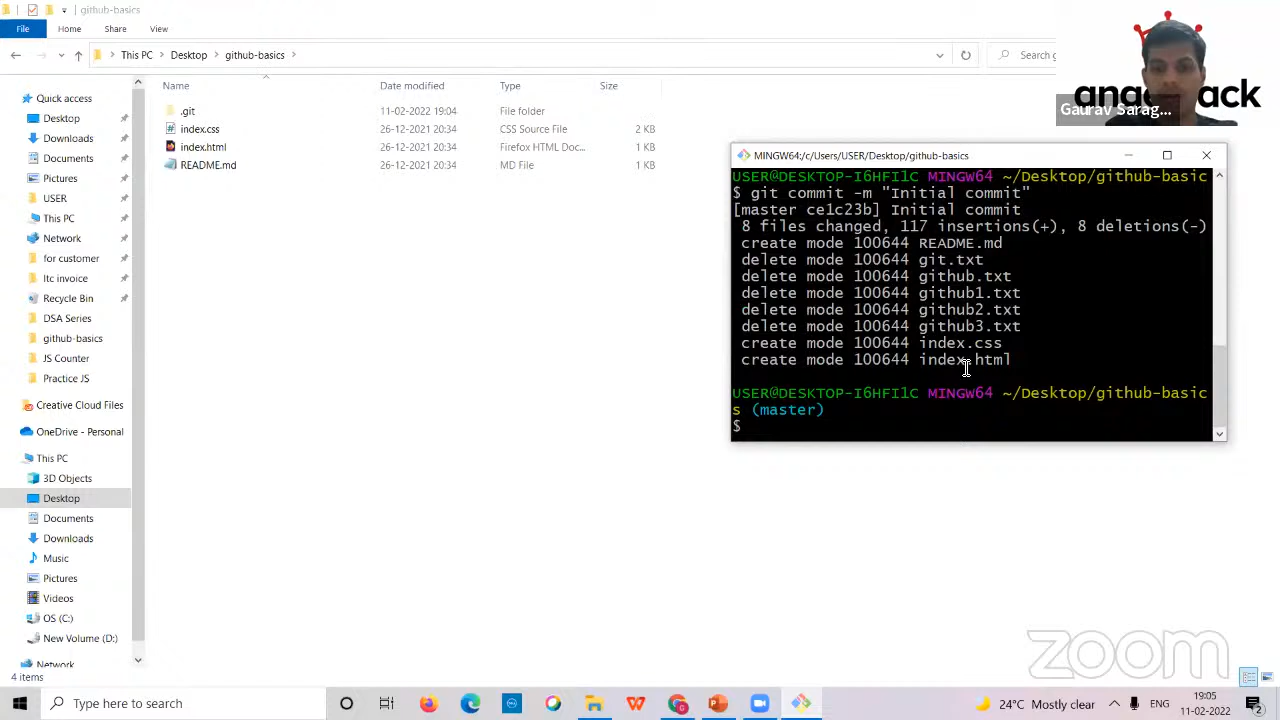 github-basics
File Home Share View
This PC Desktop github-basics
Name Date modified Type Size
.git 11-02-2022 19:04 File folder
index.css 26-12-2021 20:34 CSS Source File 2 KB
index.html 26-12-2021 20:34 Firefox HTML Doc... 1 KB
README.md 26-12-2021 20:34 MD File 1 KB
Quick access
Desktop
Downloads
Documents
Pictures
USER
This PC
Network
for customer
ltc invoice
Recycle Bin
DSA Series
github-basics
JS Counter
Practice JS
Creative Cloud Files
OneDrive - Personal
This PC
3D Objects
Desktop
Documents
Downloads
Music
Pictures
Videos
OS (C:)
New Volume (D:)
Network
4 items
Gaurav Sarag...
MINGW64:/c/Users/USER/Desktop/github-basics
USER@DESKTOP-I6HFI1C MINGW64 ~/Desktop/github-basic
$ git commit -m "Initial commit"
[master ce1c23b] Initial commit
8 files changed, 117 insertions(+), 8 deletions(-)
create mode 100644 README.md
delete mode 100644 git.txt
delete mode 100644 github.txt
delete mode 100644 github1.txt
delete mode 100644 github2.txt
delete mode 100644 github3.txt
create mode 100644 index.css
create mode 100644 index.html
USER@DESKTOP-I6HFI1C MINGW64 ~/Desktop/github-basic
s (master)
$
zoom
Type here to search
24°C Mostly clear ENG
19:05
11-02-2022
2